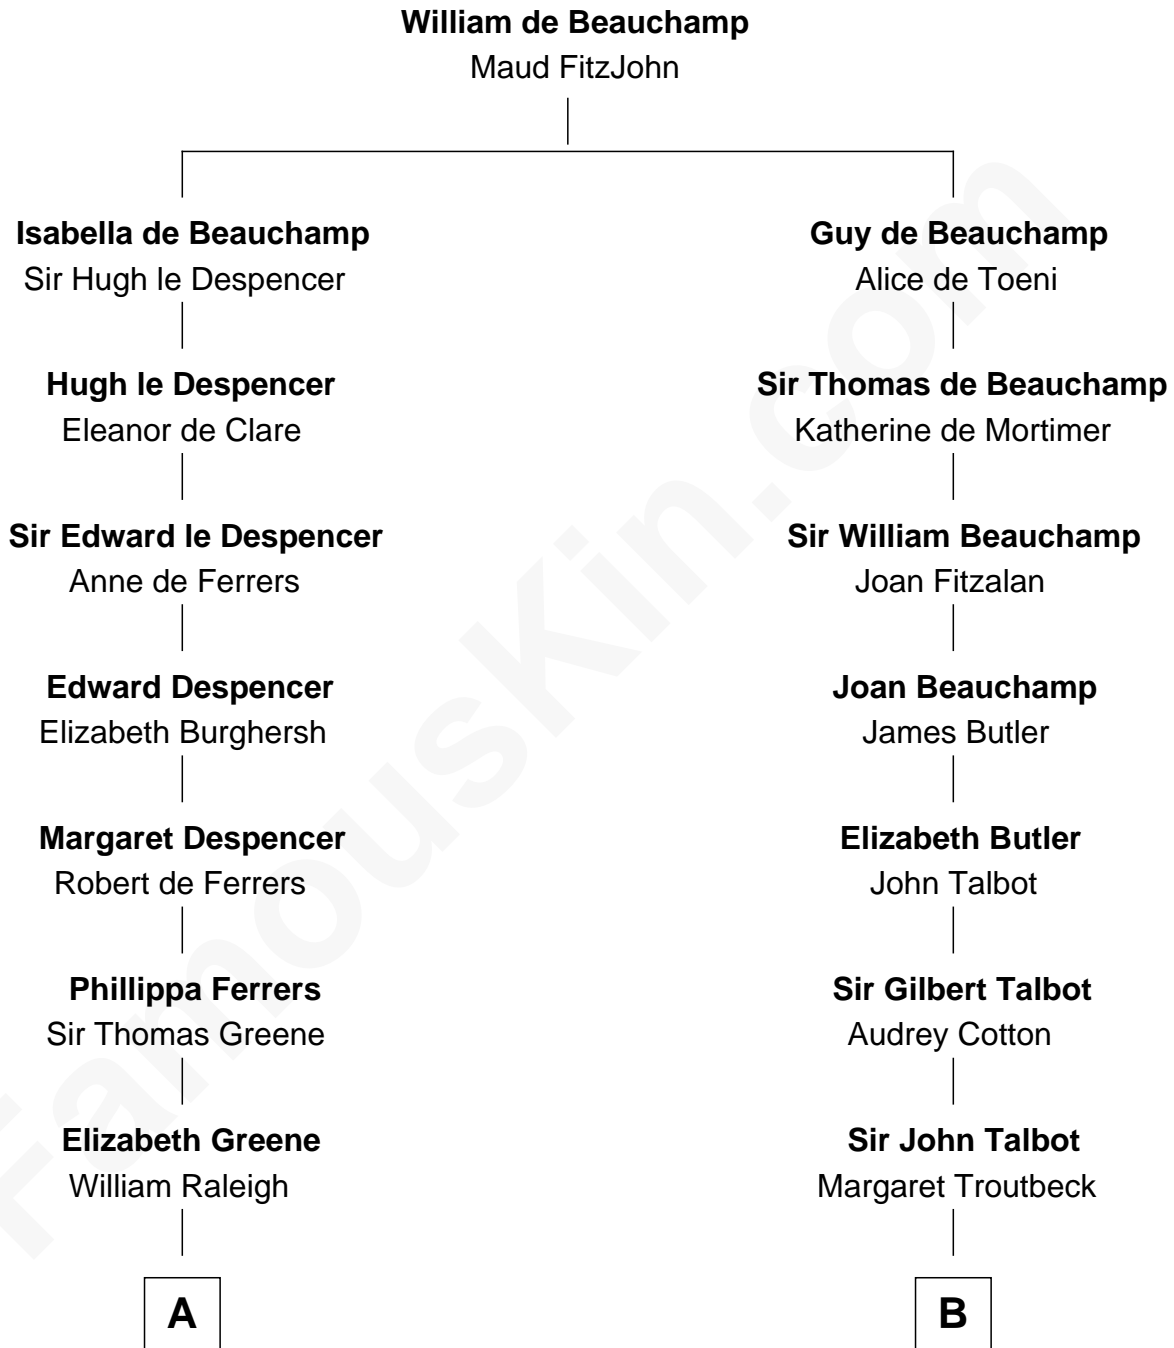 William de Beauchamp
Maud FitzJohn
Isabella de Beauchamp
Sir Hugh le Despencer
Guy de Beauchamp
Alice de Toeni
Hugh le Despencer
Eleanor de Clare
Sir Thomas de Beauchamp
Katherine de Mortimer
Sir Edward le Despencer
Anne de Ferrers
Sir William Beauchamp
Joan Fitzalan
Edward Despencer
Elizabeth Burghersh
Joan Beauchamp
James Butler
Margaret Despencer
Robert de Ferrers
Elizabeth Butler
John Talbot
Phillippa Ferrers
Sir Thomas Greene
Sir Gilbert Talbot
Audrey Cotton
Elizabeth Greene
William Raleigh
Sir John Talbot
Margaret Troutbeck
A
B
FamousKin.com